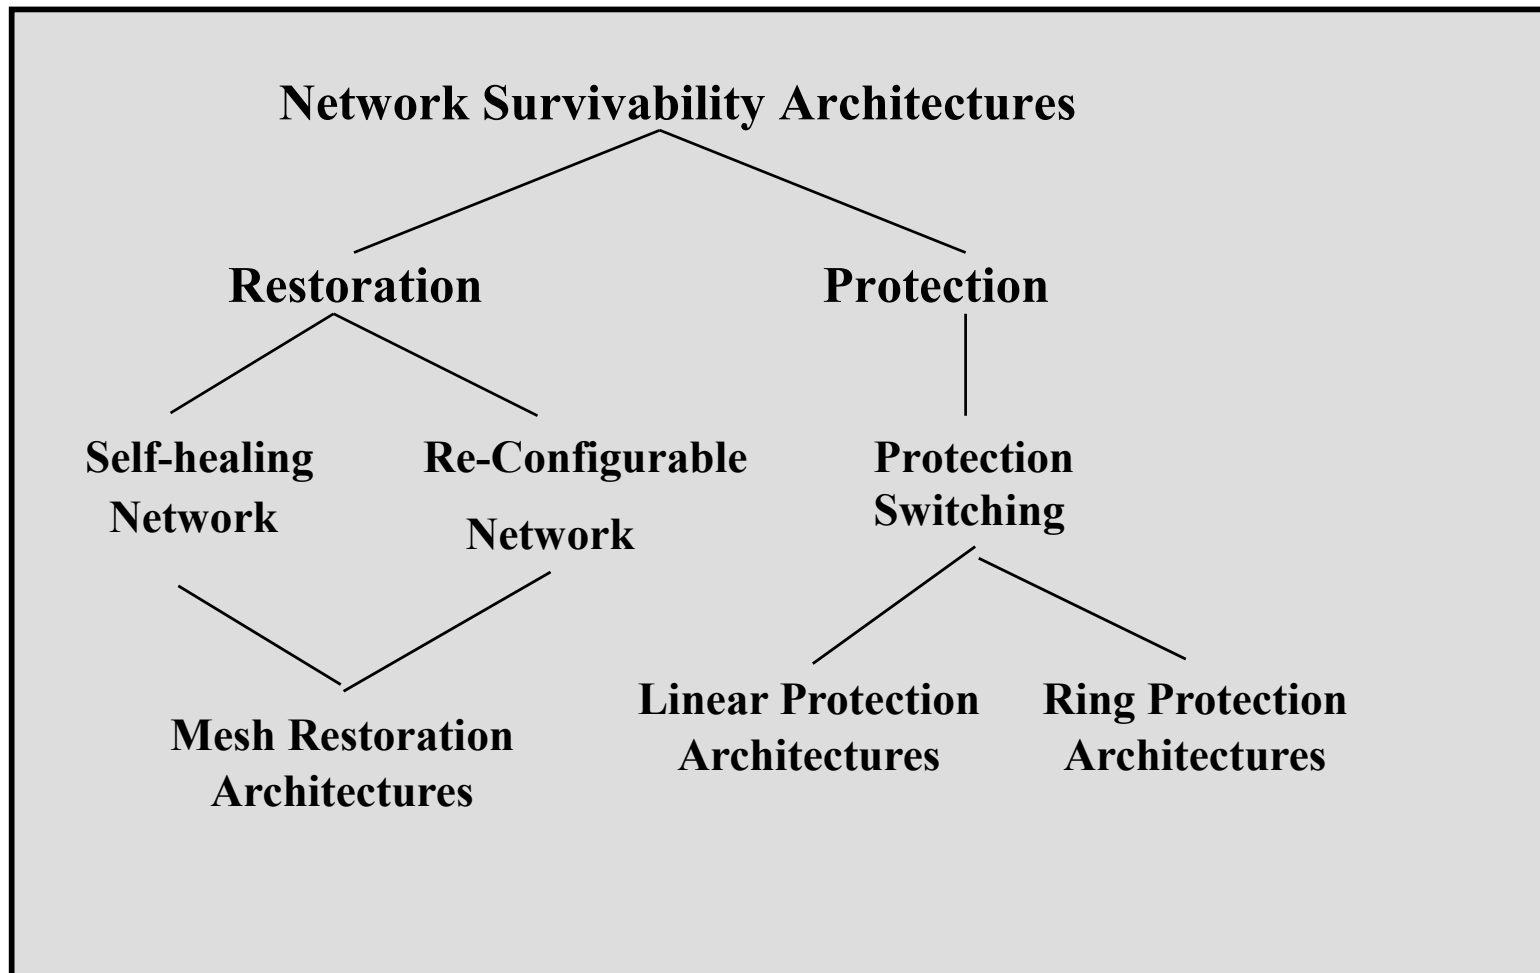 Network Survivability Architectures
Restoration
Protection
Self-healing
Network
Re-Configurable
Network
Protection
Switching
Mesh Restoration
Architectures
Linear Protection
Architectures
Ring Protection
Architectures